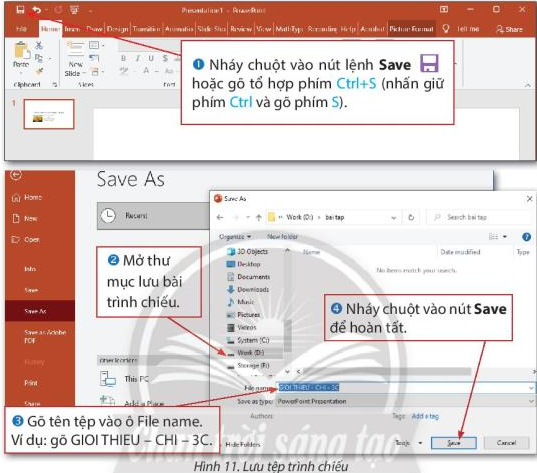 Presentation1 - PowerPoint
File Home Insert Draw Design Transitions Animations Slide Show Review View MathType Recording Help Acrobat Picture Format Tell me Share
Paste New Slide B I U S
Clipboard Slides Font
1
❶ Nháy chuột vào nút lệnh Save
hoặc gõ tổ hợp phím Ctrl+S (nhấn giữ
phím Ctrl và gõ phím S).
Save As
Home
New
Open
Info
Save
Save As
Save as Adobe PDF
History
Print
Share
Recent
Other locations
This PC
Add a Place
❷ Mở thư
mục lưu bài
trình chiếu.
Save As
« Work (D:) › bai tap
Search bai tap
Organize New folder
Name Date modified Type
No items match your search.
3D Objects
Desktop
Documents
Downloads
Music
Pictures
Videos
System (C:)
Work (D:)
Storage (F:)
❹ Nháy chuột vào nút Save
để hoàn tất.
File name: GIOI THIEU - CHI - 3C
Save as type: PowerPoint Presentation
Authors: Tags: Add a tag
Hide Folders Tools Save Cancel
❸ Gõ tên tệp vào ô File name.
Ví dụ: gõ GIOI THIEU – CHI – 3C.
Chân trời sáng tạo
Hình 11. Lưu tệp trình chiếu